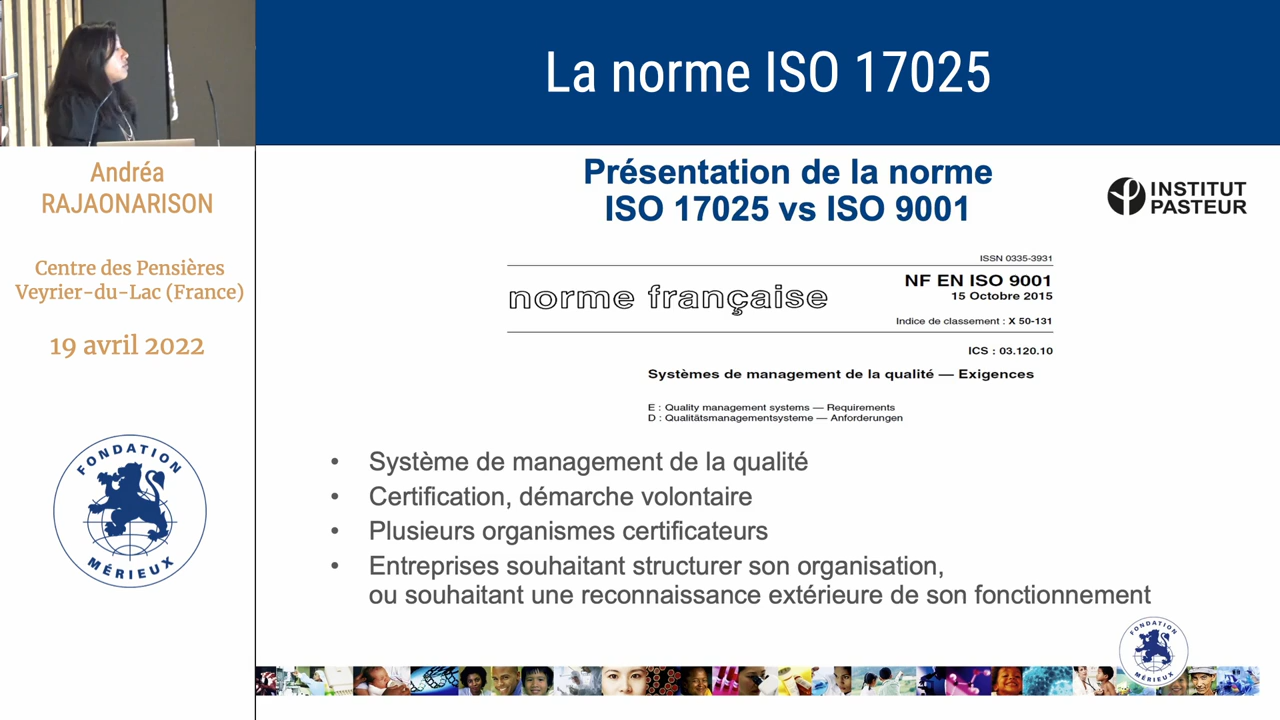 La norme ISO 17025
Andréa
RAJAONARISON
Centre des Pensières
Veyrier-du-Lac (France)
19 avril 2022
FONDATION
MÉRIEUX
Présentation de la norme
ISO 17025 vs ISO 9001
INSTITUT
PASTEUR
ISSN 0335-3931
norme française
NF EN ISO 9001
15 Octobre 2015
Indice de classement : X 50-131
ICS : 03.120.10
Systèmes de management de la qualité — Exigences
E : Quality management systems — Requirements
D : Qualitätsmanagementsysteme — Anforderungen
• Système de management de la qualité
• Certification, démarche volontaire
• Plusieurs organismes certificateurs
• Entreprises souhaitant structurer son organisation,
ou souhaitant une reconnaissance extérieure de son fonctionnement
FONDATION
MÉRIEUX